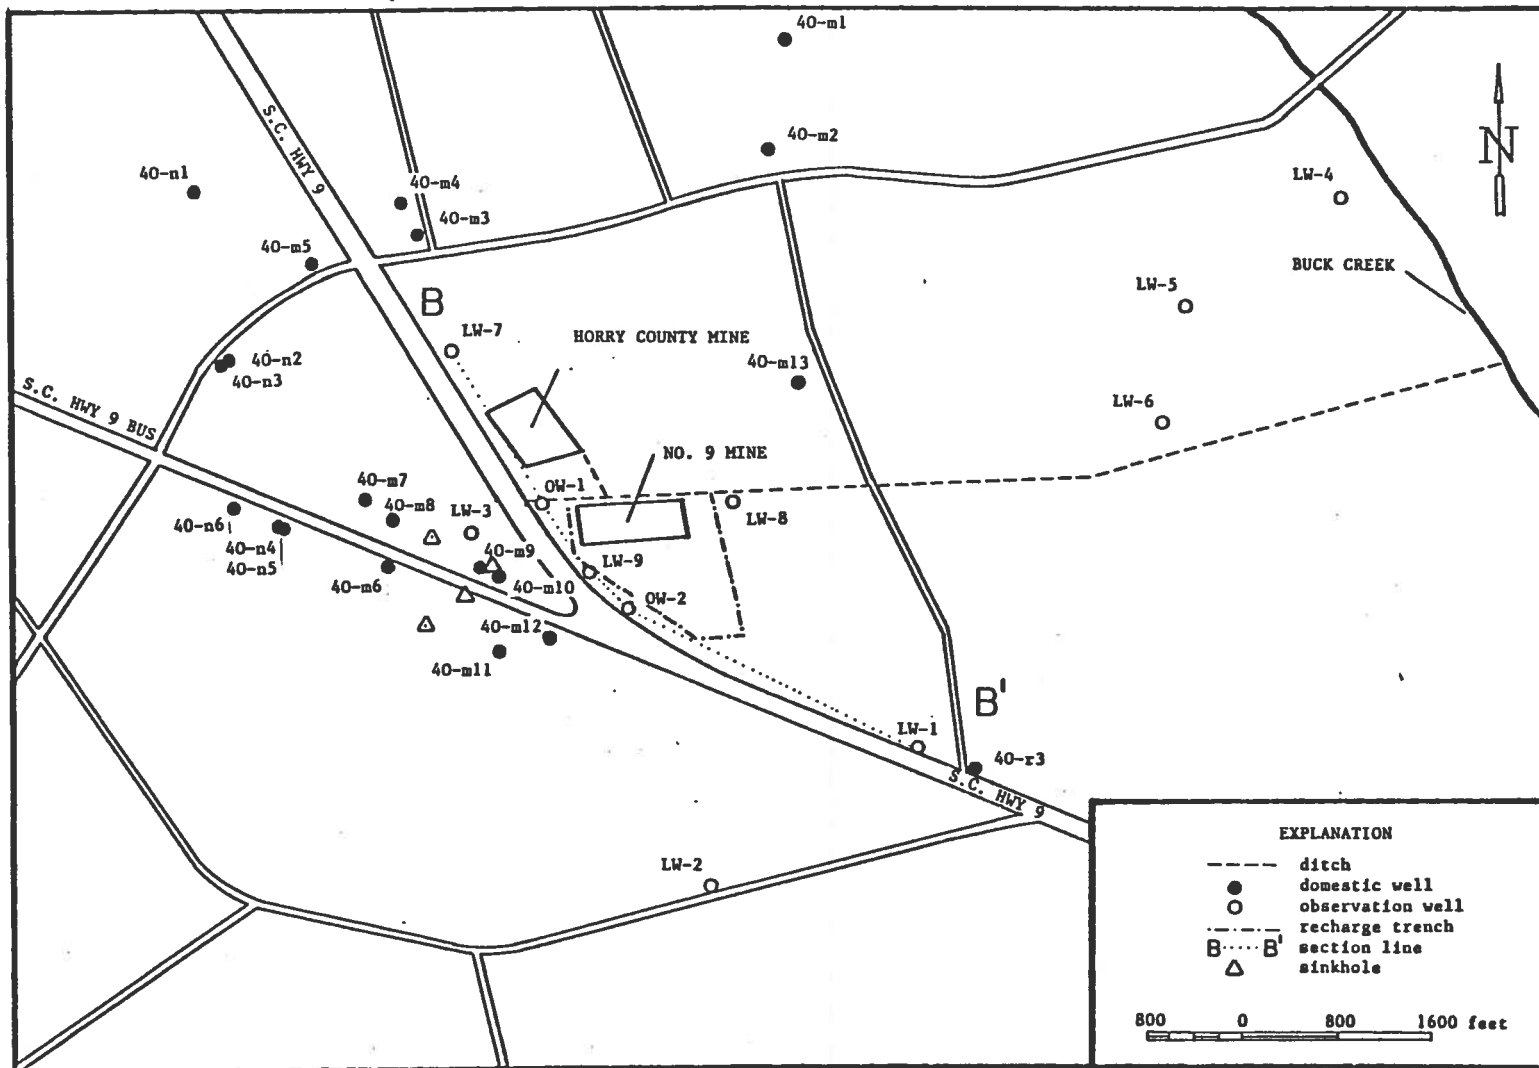 40-m1
S.C. HWY 9
40-m2
40-n1
40-m4
LW-4
40-m3
40-m5
BUCK CREEK
B
LW-5
LW-7
HORRY COUNTY MINE
40-n2
40-m13
40-n3
S.C. HWY 9 BUS
LW-6
NO. 9 MINE
40-m7
OW-1
40-m8
LW-3
LW-8
40-n6
40-n4
40-n5
40-m9
LW-9
40-m6
40-m10
OW-2
40-m12
40-m11
B'
LW-1
40-r3
S.C. HWY 9
LW-2
N
EXPLANATION
ditch
domestic well
observation well
recharge trench
B B' section line
sinkhole
800 0 800 1600 feet